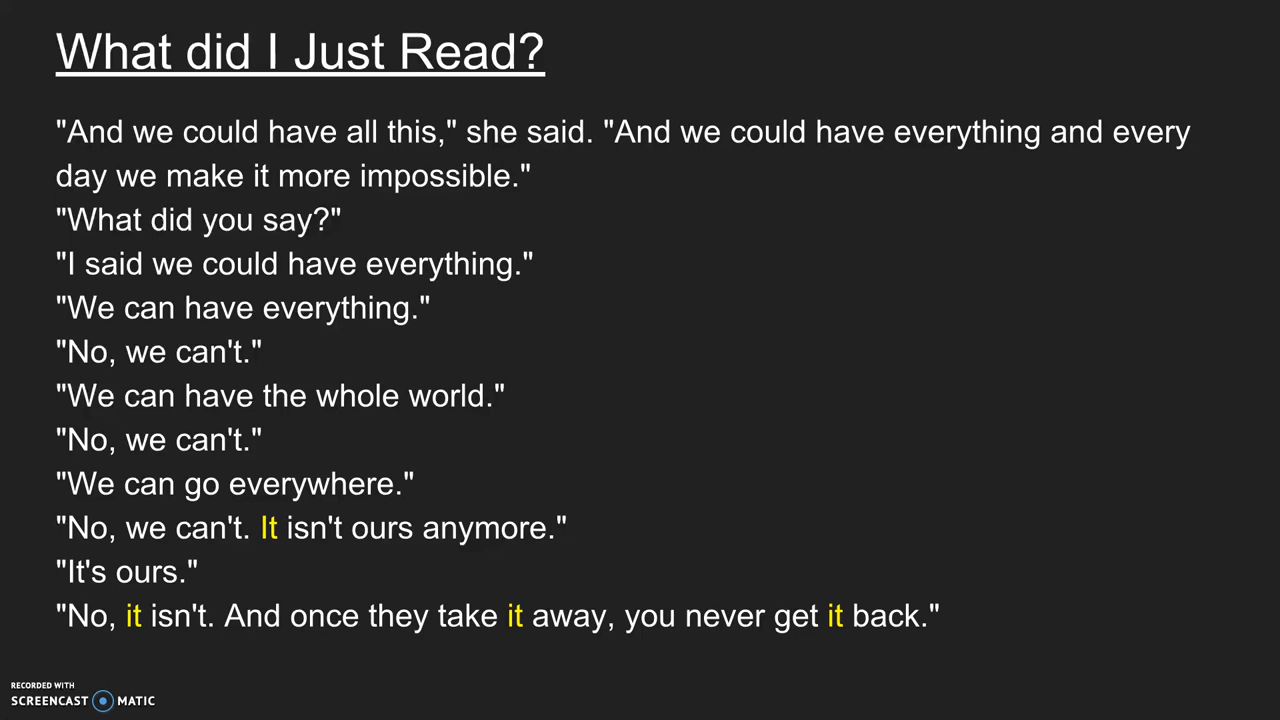 What did I Just Read?
"And we could have all this," she said. "And we could have everything and every
day we make it more impossible."
"What did you say?"
"I said we could have everything."
"We can have everything."
"No, we can't."
"We can have the whole world."
"No, we can't."
"We can go everywhere."
"No, we can't. It isn't ours anymore."
"It's ours."
"No, it isn't. And once they take it away, you never get it back."
RECORDED WITH
SCREENCAST MATIC